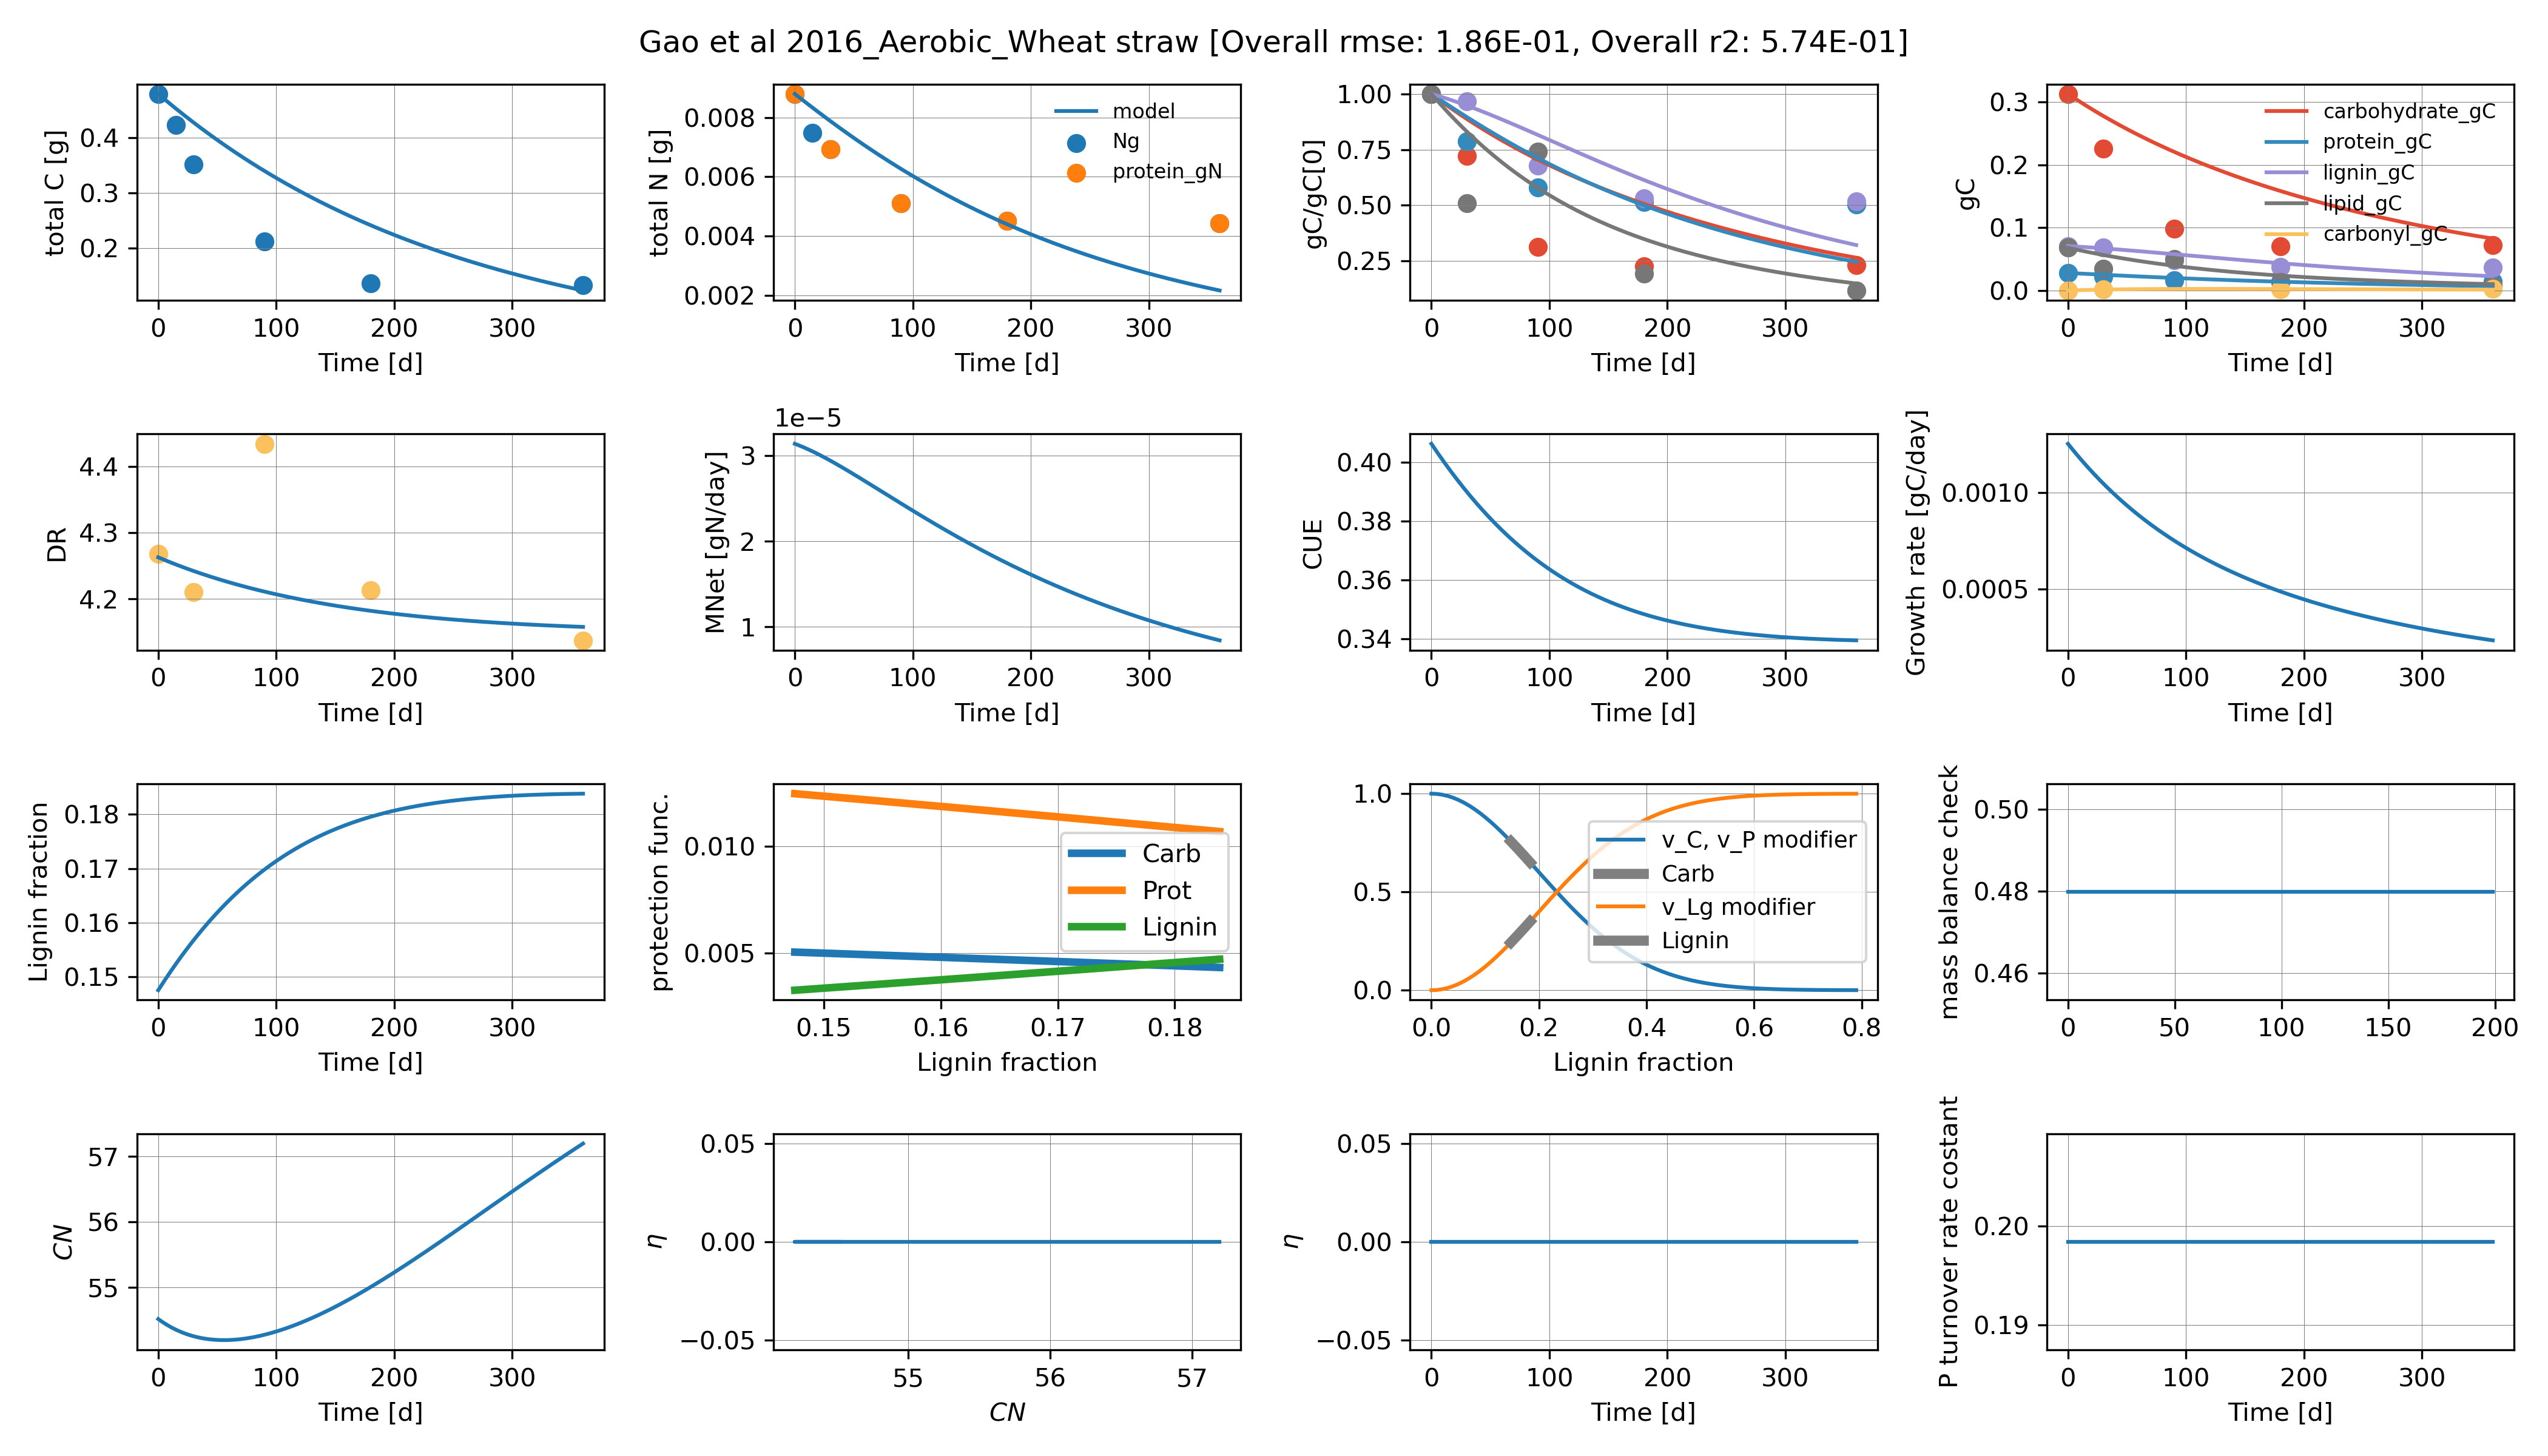 Gao et al 2016_Aerobic_Wheat straw [Overall rmse: 1.86E-01, Overall r2: 5.74E-01]
total C [g]
0.4
0.3
0.2
0 100 200 300
Time [d]
total N [g]
0.008
0.006
0.004
0.002
model
Ng
protein_gN
0 100 200 300
Time [d]
gC/gC[0]
1.00
0.75
0.50
0.25
0 100 200 300
Time [d]
gC
0.3
0.2
0.1
0.0
carbohydrate_gC
protein_gC
lignin_gC
lipid_gC
carbonyl_gC
0 100 200 300
Time [d]
DR
4.4
4.3
4.2
0 100 200 300
Time [d]
1e−5
MNet [gN/day]
3
2
1
0 100 200 300
Time [d]
CUE
0.40
0.38
0.36
0.34
0 100 200 300
Time [d]
Growth rate [gC/day]
0.0010
0.0005
0 100 200 300
Time [d]
Lignin fraction
0.18
0.17
0.16
0.15
0 100 200 300
Time [d]
protection func.
0.010
0.005
Carb
Prot
Lignin
0.15 0.16 0.17 0.18
Lignin fraction
1.0
0.5
0.0
v_C, v_P modifier
Carb
v_Lg modifier
Lignin
0.0 0.2 0.4 0.6 0.8
Lignin fraction
mass balance check
0.50
0.48
0.46
0 50 100 150 200
CN
57
56
55
0 100 200 300
Time [d]
η
0.05
0.00
−0.05
55 56 57
CN
η
0.05
0.00
−0.05
0 100 200 300
Time [d]
P turnover rate costant
0.20
0.19
0 100 200 300
Time [d]